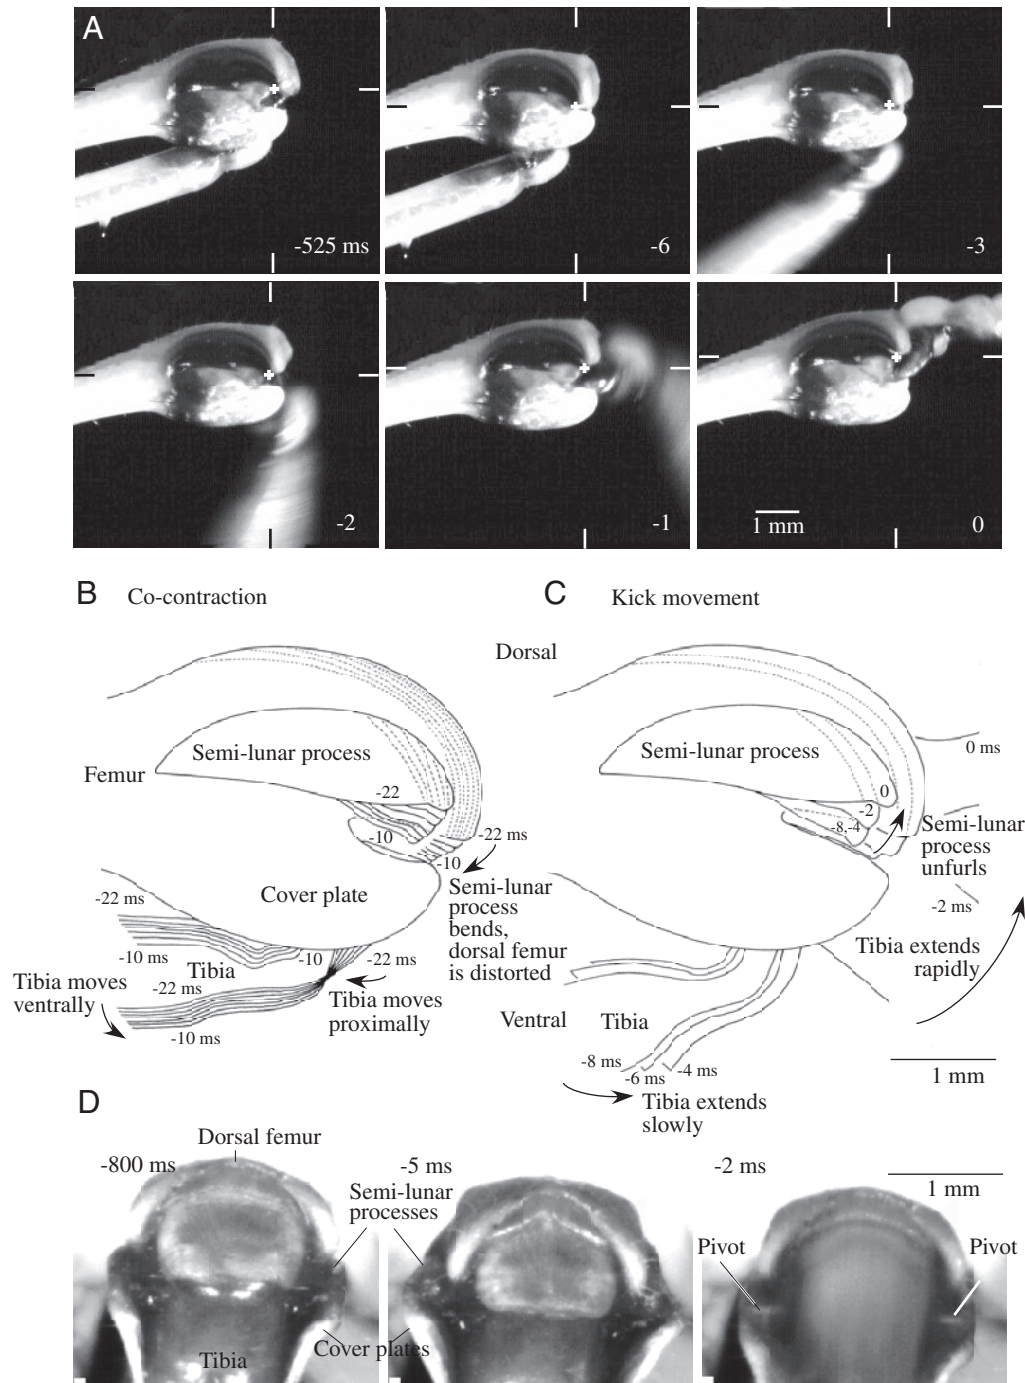 A
-525 ms
-6
-3
-2
-1
1 mm
0
B
Co-contraction
Semi-lunar process
Femur
-22
-10
-22 ms
-10
Semi-lunar
process
bends,
dorsal femur
is distorted
Cover plate
-22 ms
-10 ms
Tibia
-10
-22 ms
Tibia moves
ventrally
-22 ms
-10 ms
Tibia moves
proximally
C
Kick movement
Dorsal
Semi-lunar process
0 ms
0
-2
-8,-4
Semi-lunar
process
unfurls
-2 ms
Tibia extends
rapidly
Ventral
Tibia
-8 ms
-6 ms
-4 ms
Tibia extends
slowly
1 mm
D
Dorsal femur
-800 ms
-5 ms
-2 ms
1 mm
Semi-lunar
processes
Pivot
Pivot
Cover plates
Tibia